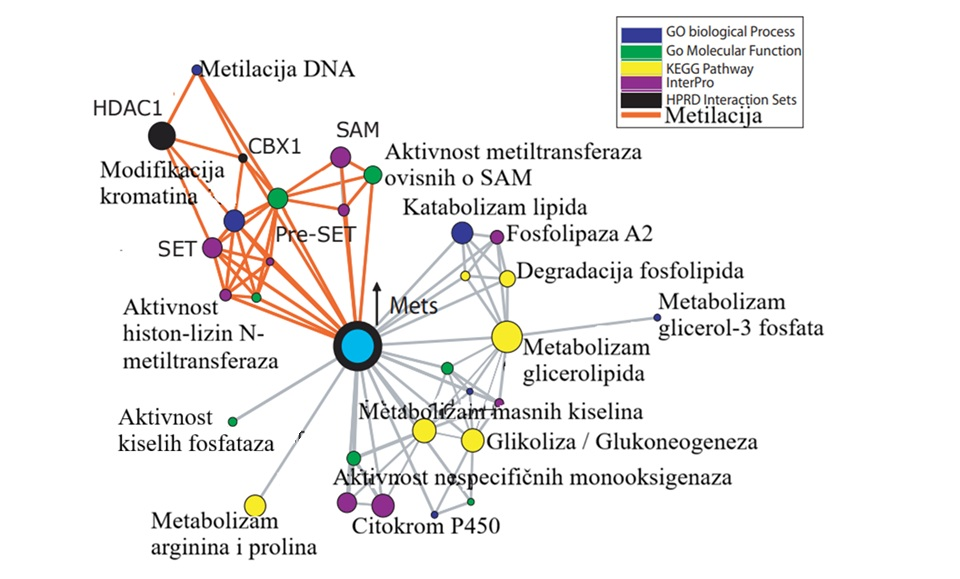 GO biological Process
Go Molecular Function
KEGG Pathway
InterPro
HPRD Interaction Sets
Metilacija
Metilacija DNA
HDAC1
CBX1
SAM
Aktivnost metiltransferaza
ovisnih o SAM
Modifikacija
kromatina
Katabolizam lipida
Pre-SET
Fosfolipaza A2
SET
Degradacija fosfolipida
Mets
Metabolizam
glicerol-3 fosfata
Aktivnost
histon-lizin N-
metiltransferaza
Metabolizam
glicerolipida
Metabolizam masnih kiselina
Aktivnost
kiselih fosfataza
Glikoliza / Glukoneogeneza
Aktivnost nespecifičnih monooksigenaza
Citokrom P450
Metabolizam
arginina i prolina